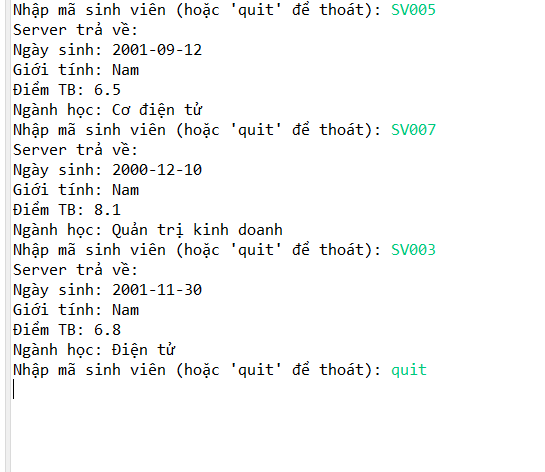 Nhập mã sinh viên (hoặc 'quit' để thoát): SV005
Server trả về:
Ngày sinh: 2001-09-12
Giới tính: Nam
Điểm TB: 6.5
Ngành học: Cơ điện tử
Nhập mã sinh viên (hoặc 'quit' để thoát): SV007
Server trả về:
Ngày sinh: 2000-12-10
Giới tính: Nam
Điểm TB: 8.1
Ngành học: Quản trị kinh doanh
Nhập mã sinh viên (hoặc 'quit' để thoát): SV003
Server trả về:
Ngày sinh: 2001-11-30
Giới tính: Nam
Điểm TB: 6.8
Ngành học: Điện tử
Nhập mã sinh viên (hoặc 'quit' để thoát): quit